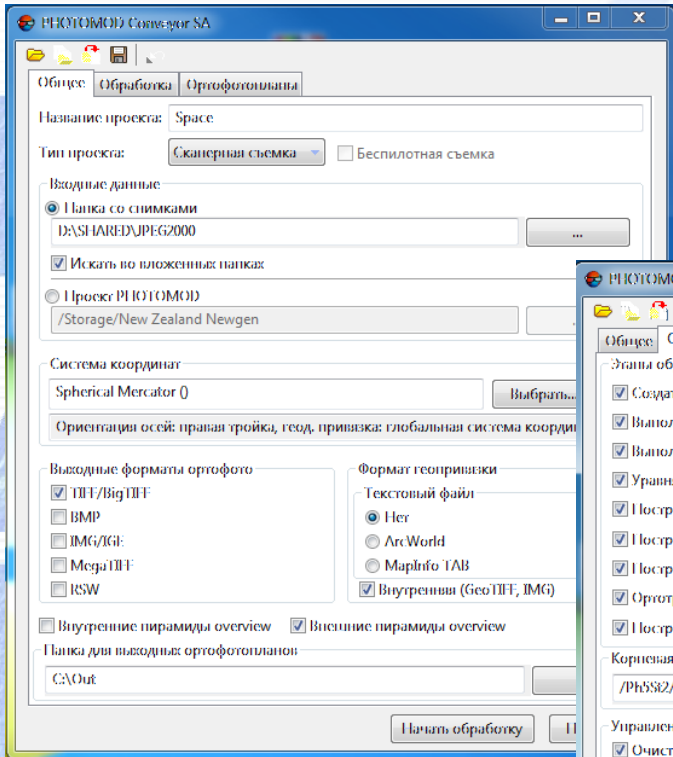 PHOTOMOD Conveyor SA
Общее Обработка Ортофотопланы
Название проекта: Space
Тип проекта: Сканерная съемка Беспилотная съемка
Входные данные
Папка со снимками
D:\SHARED\JPEG2000 ...
Искать во вложенных папках
Проект PHOTOMOD
/Storage/New Zealand Newgen
Система координат
Spherical Mercator () Выбрать...
Ориентация осей: правая тройка, геод. привязка: глобальная система коорди
Выходные форматы ортофото
TIFF/BigTIFF
BMP
IMG/IGE
MegaTIFF
RSW
Формат геопривязки
Текстовый файл
Нет
ArcWorld
MapInfo TAB
Внутренняя (GeoTIFF, IMG)
Внутренние пирамиды overview Внешние пирамиды overview
Папка для выходных ортофотопланов
C:\Out
Начать обработку
PHOTOMO
Общее
Этапы об
Создат
Выпол
Выпол
Уравн
Постр
Постр
Постр
Ортот
Постр
Корневая
/Ph5St2/
Управлен
Очист